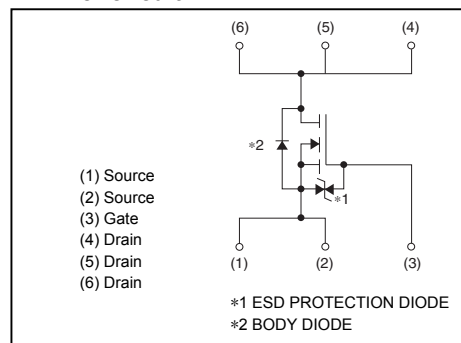 (6) (5) (4)
*2
*1
(1) Source
(2) Source
(3) Gate
(4) Drain
(5) Drain
(6) Drain
(1) (2) (3)
*1 ESD PROTECTION DIODE
*2 BODY DIODE